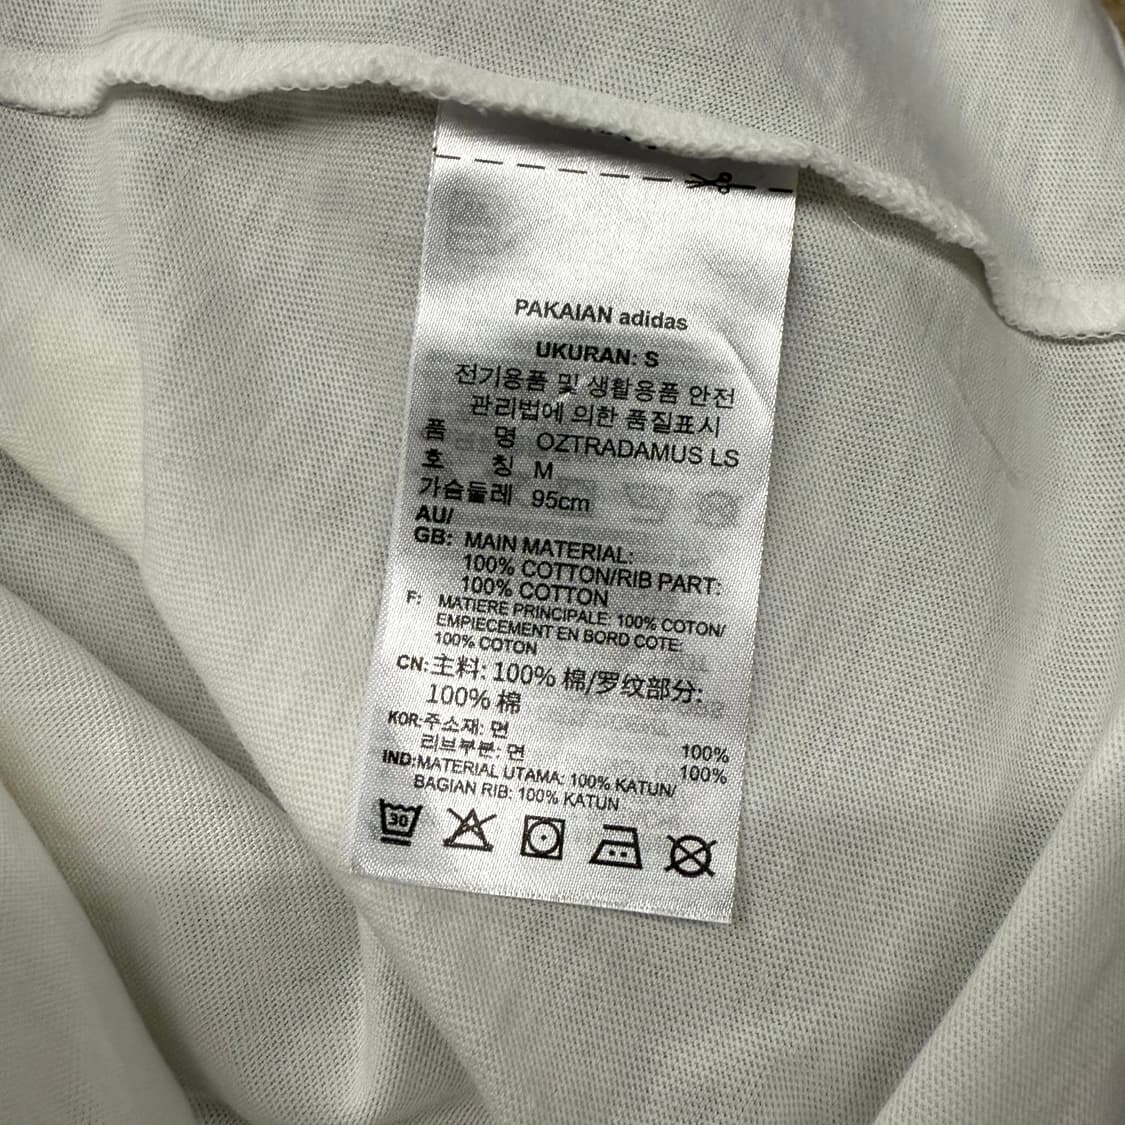 PAKAIAN adidas
UKURAN: S
전기용품 및 생활용품 안전
관리법에 의한 품질표시
품 명 OZTRADAMUS LS
호 칭 M
가슴둘레 95cm
AU/
GB: MAIN MATERIAL:
100% COTTON/RIB PART:
100% COTTON
F: MATIERE PRINCIPALE: 100% COTON/
EMPIECEMENT EN BORD COTE:
100% COTON
CN:主料: 100% 棉/罗纹部分:
100% 棉
KOR:주소재: 면 100%
리브부분: 면 100%
IND:MATERIAL UTAMA: 100% KATUN/
BAGIAN RIB: 100% KATUN
30